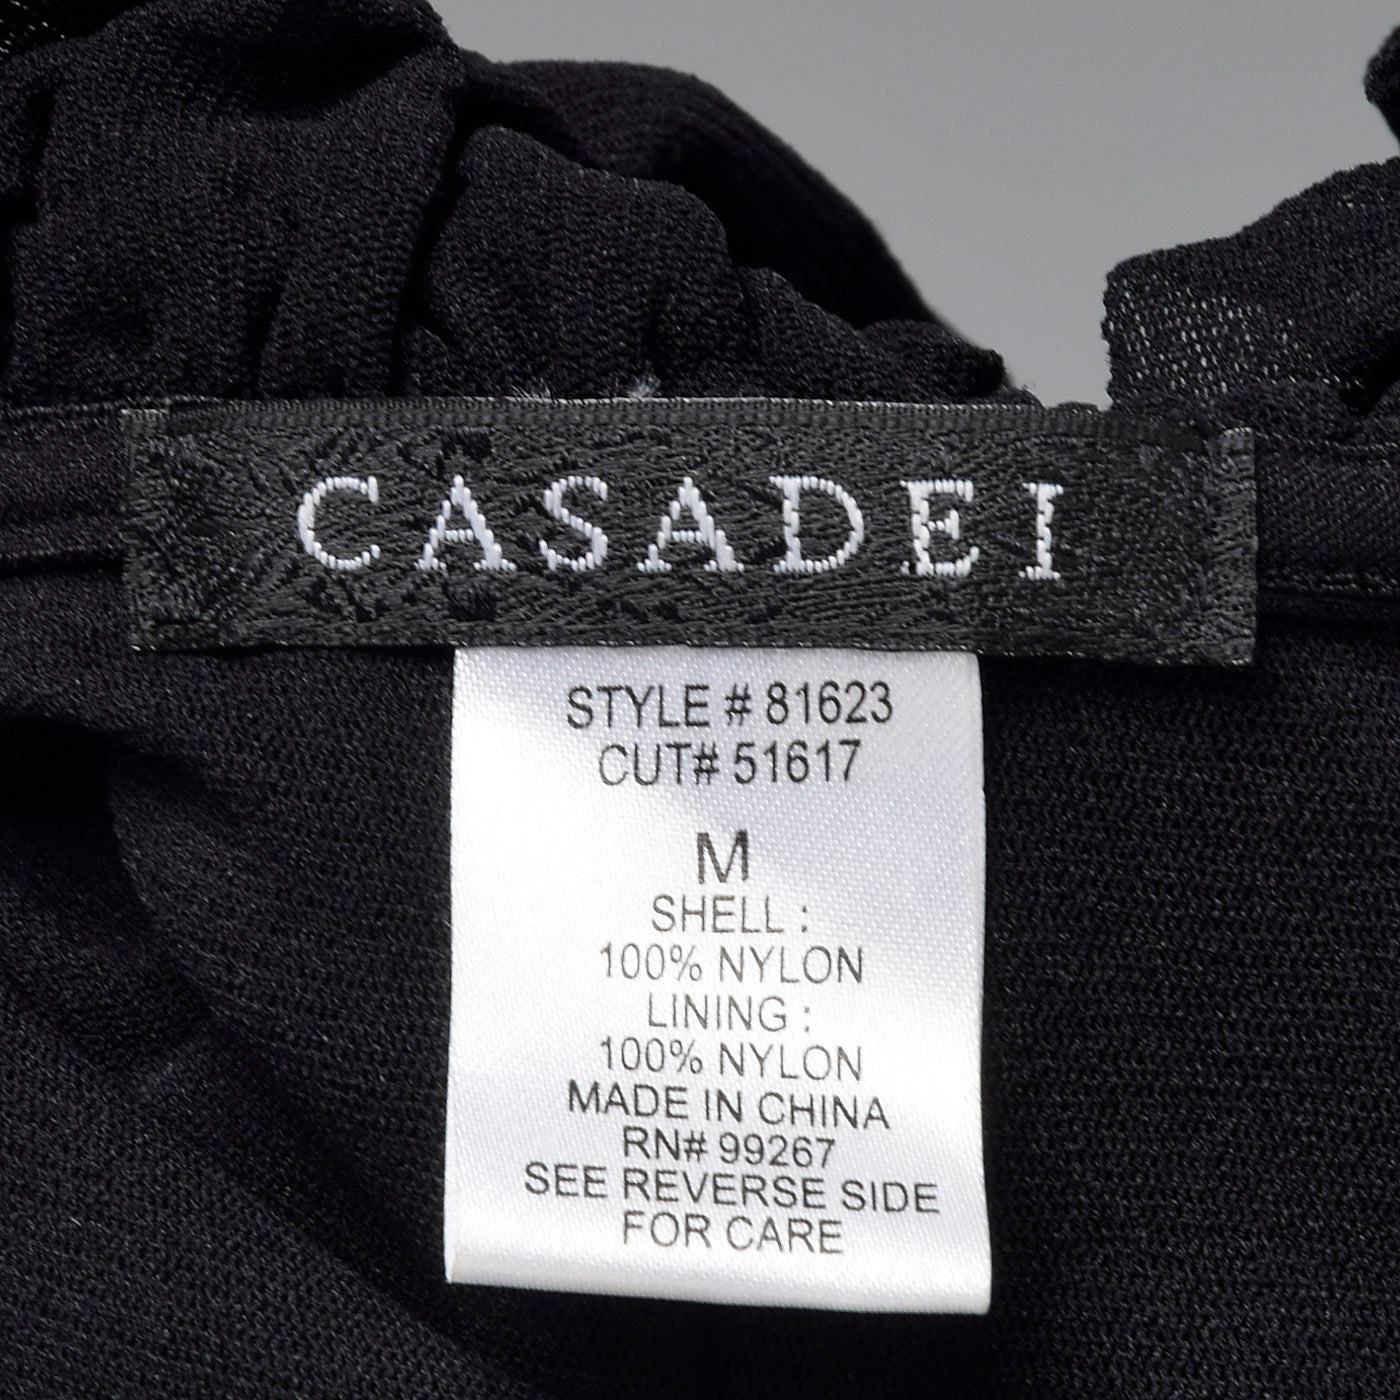 CASADEI
STYLE # 81623
CUT# 51617
M
SHELL :
100% NYLON
LINING :
100% NYLON
MADE IN CHINA
RN# 99267
SEE REVERSE SIDE
FOR CARE